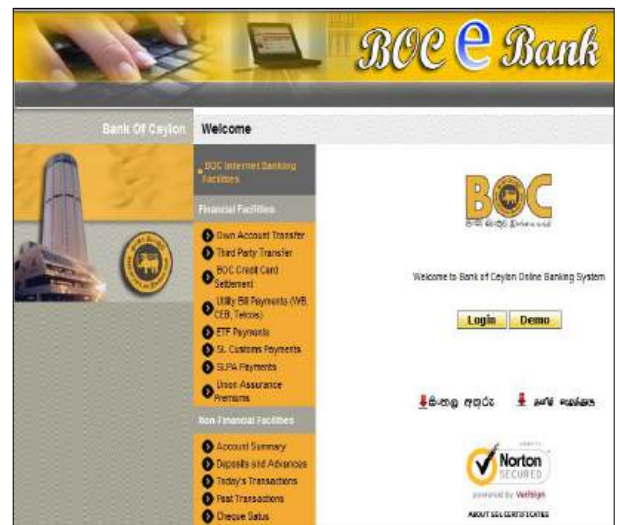 BOC e Bank
Bank Of Ceylon
Welcome
BOC Internet Banking
Facilities
Financial Facilities
Own Account Transfer
Third Party Transfer
BOC Credit Card
Settlement
Utility Bill Payments (WB,
CEB, Telcos)
ETF Payments
SL Customs Payments
SLPA Payments
Union Assurance
Premiums
Non-Financial Facilities
Account Summary
Deposits and Advances
Today's Transactions
Past Transactions
Cheque Satus
BOC
Welcome to Bank of Ceylon Online Banking System
Login Demo
සිංහල අකුරු
Norton
SECURED
powered by VeriSign
ABOUT SSL CERTIFICATES